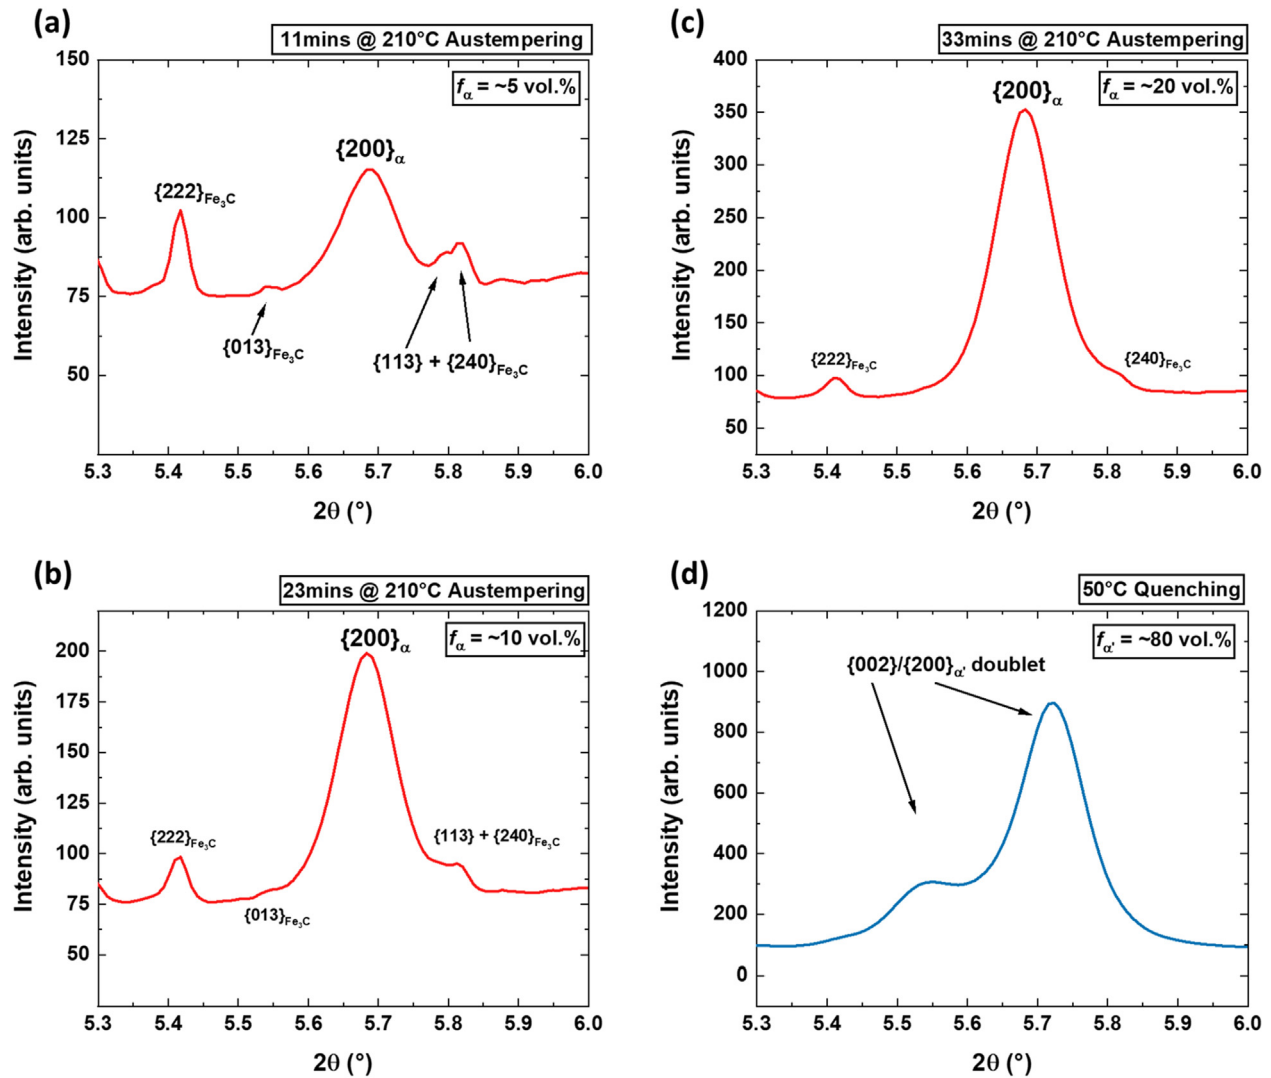 (a)
11mins @ 210°C Austempering
fα = ~5 vol.%
{200}α
{222}Fe3C
{013}Fe3C
{113} + {240}Fe3C
150
125
100
75
50
Intensity (arb. units)
5.3 5.4 5.5 5.6 5.7 5.8 5.9 6.0
2θ (°)
(c)
33mins @ 210°C Austempering
fα = ~20 vol.%
{200}α
{222}Fe3C
{240}Fe3C
400
350
300
250
200
150
100
50
Intensity (arb. units)
5.3 5.4 5.5 5.6 5.7 5.8 5.9 6.0
2θ (°)
(b)
23mins @ 210°C Austempering
fα = ~10 vol.%
{200}α
{222}Fe3C
{113} + {240}Fe3C
{013}Fe3C
200
175
150
125
100
75
50
Intensity (arb. units)
5.3 5.4 5.5 5.6 5.7 5.8 5.9 6.0
2θ (°)
(d)
50°C Quenching
fα' = ~80 vol.%
{002}/{200}α' doublet
1200
1000
800
600
400
200
0
Intensity (arb. units)
5.3 5.4 5.5 5.6 5.7 5.8 5.9 6.0
2θ (°)